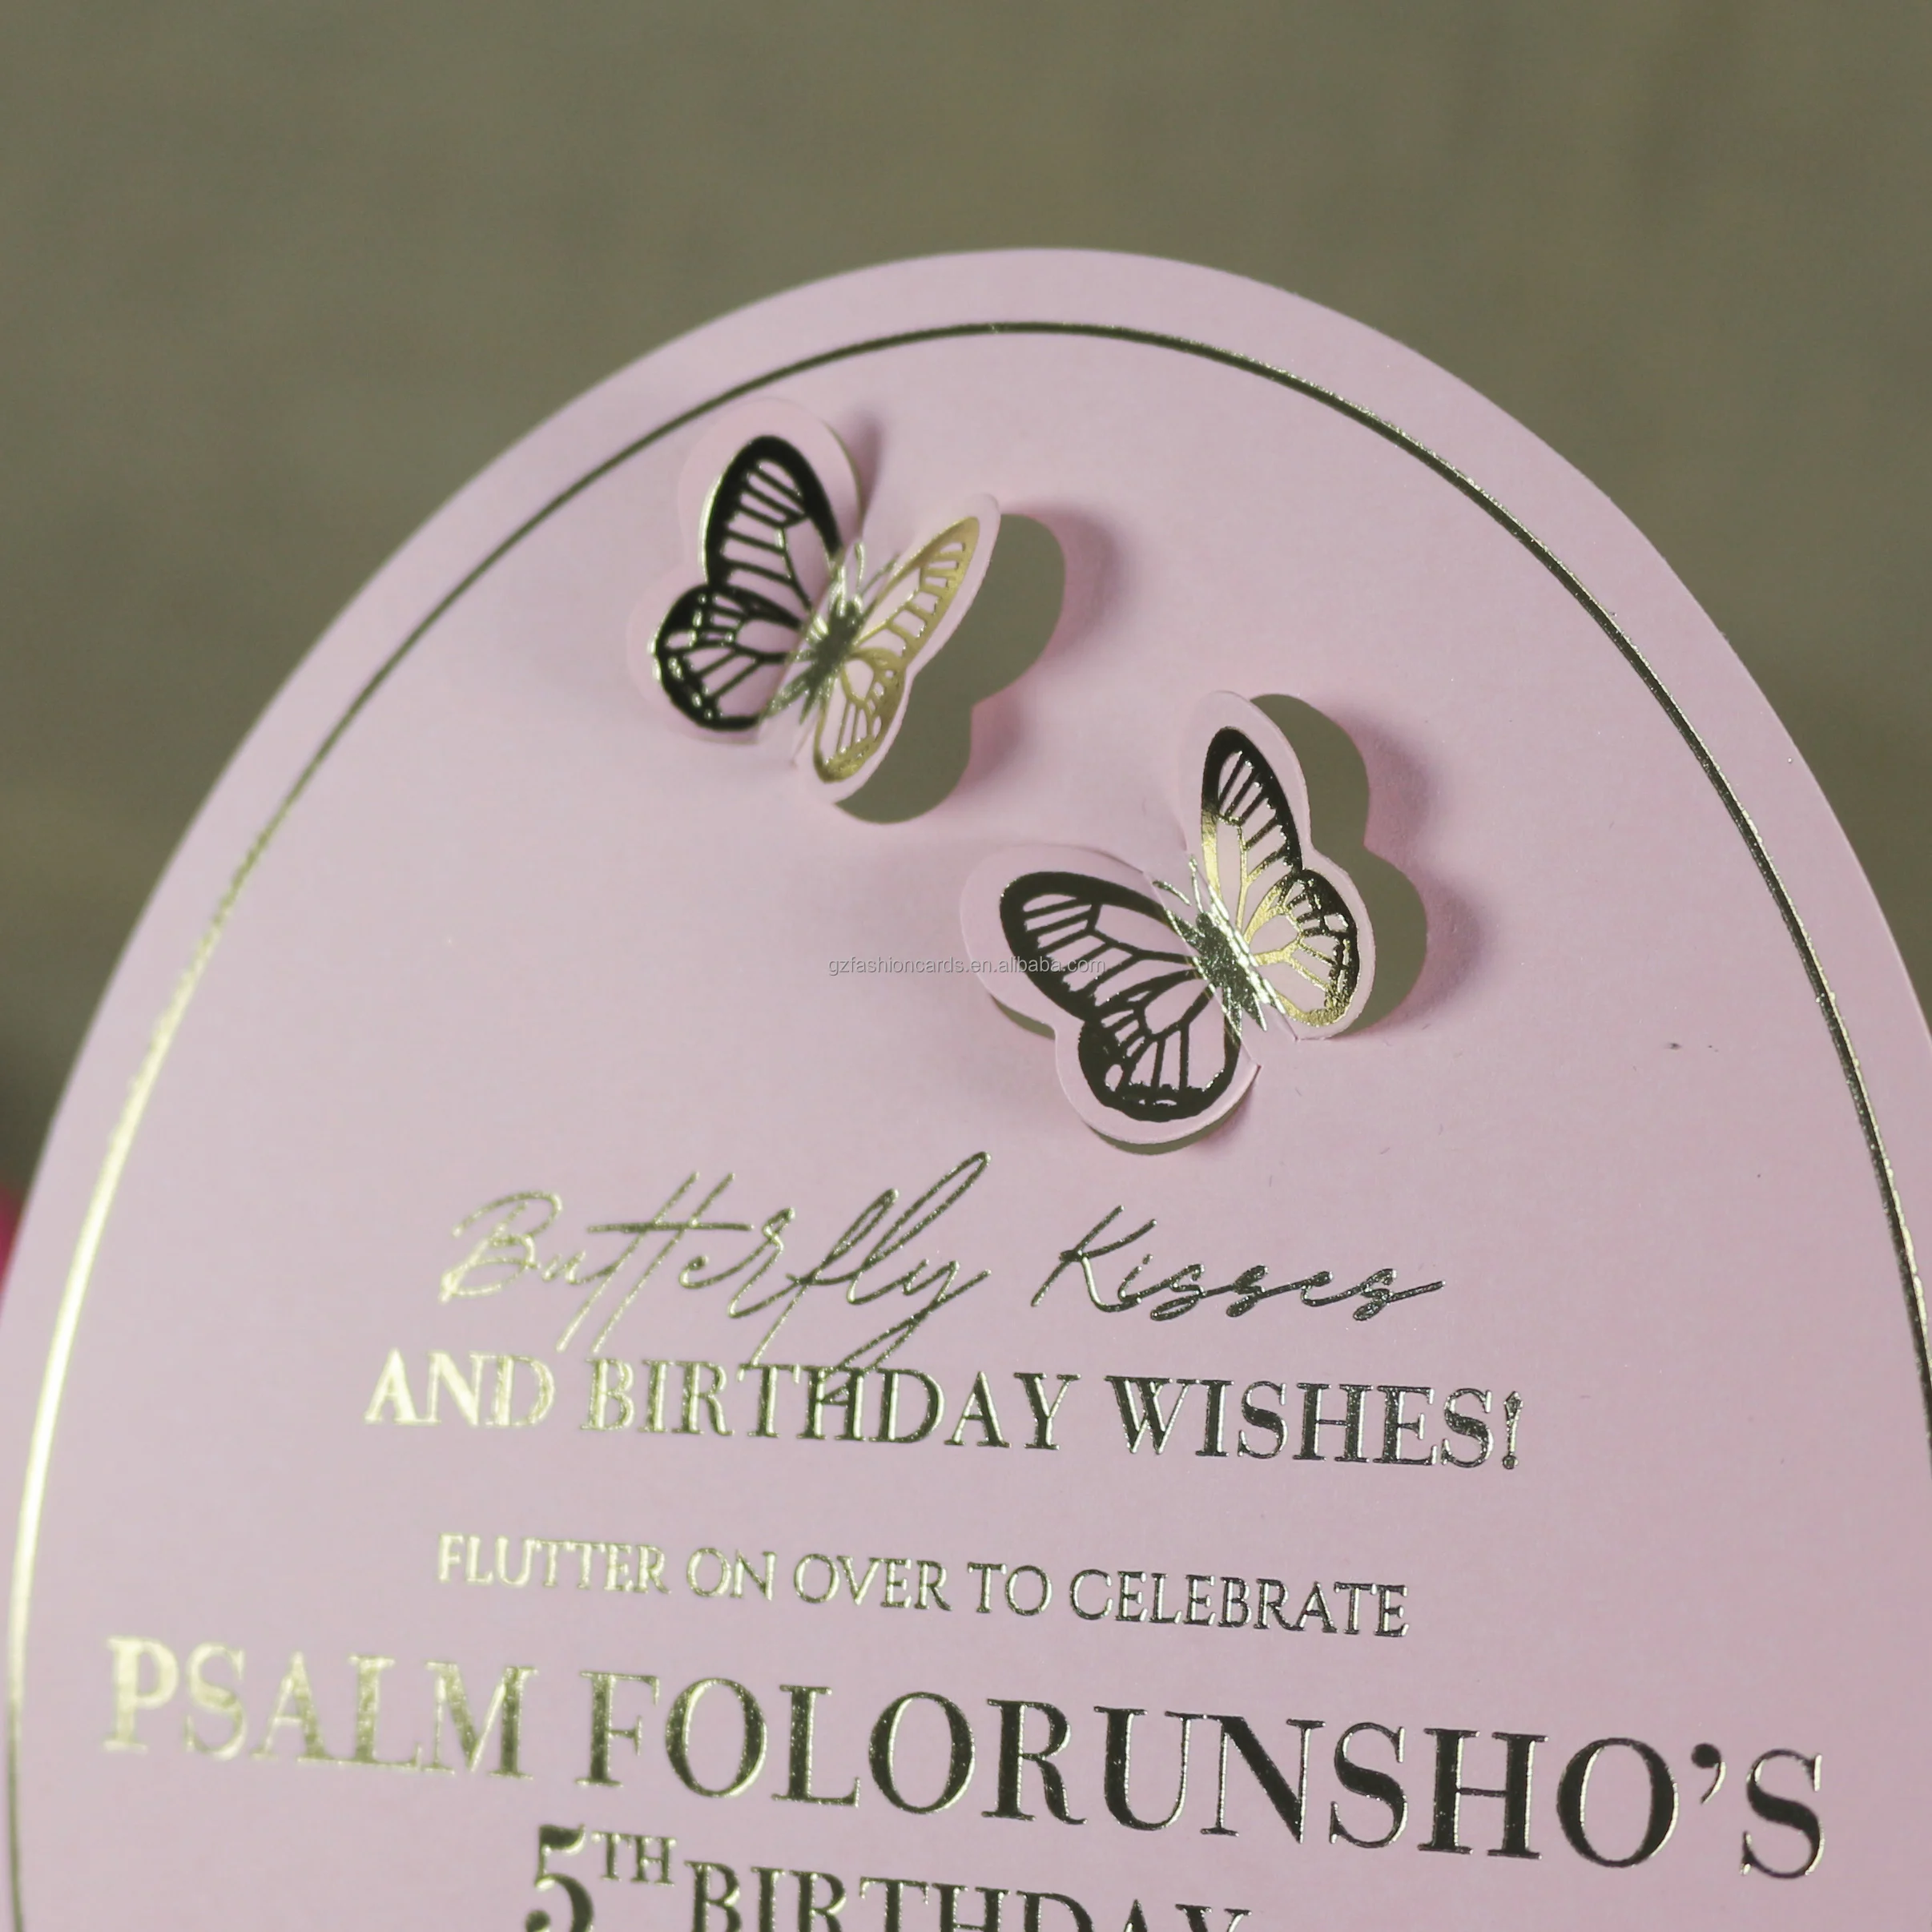 gzfashioncards.en.alibaba.com
Butterfly Kisses
AND BIRTHDAY WISHES!
FLUTTER ON OVER TO CELEBRATE
PSALM FOLORUNSHO'S
5TH BIRTHDAY